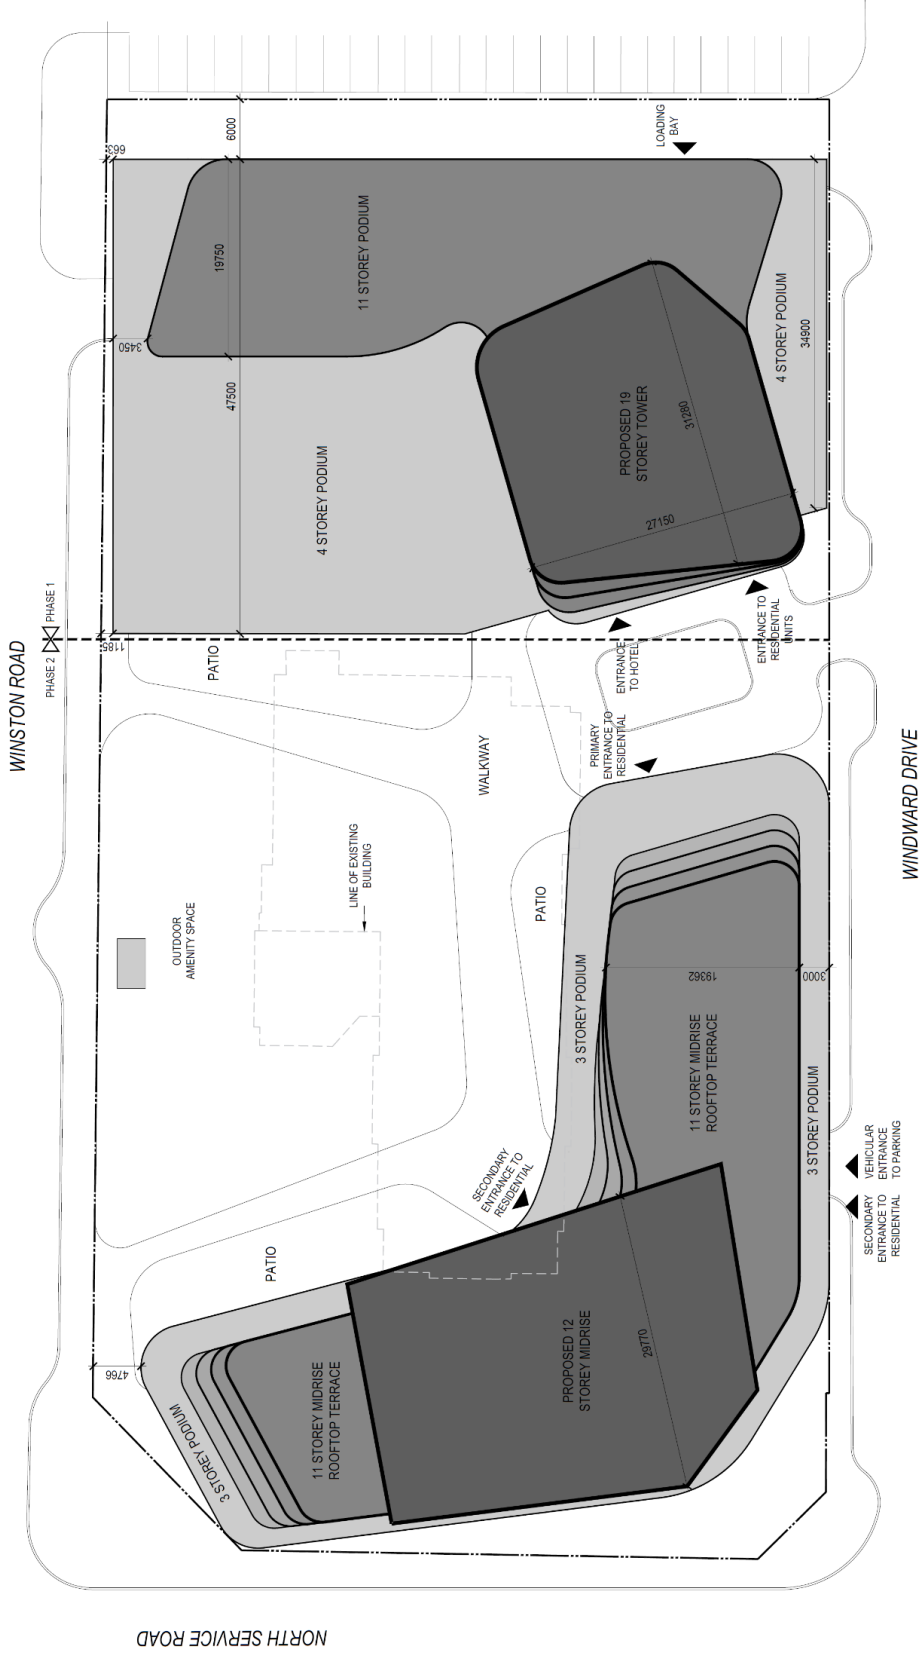 WINSTON ROAD
WINDWARD DRIVE
NORTH SERVICE ROAD
PHASE 2
PHASE 1
663
6000
LOADING
BAY
19750
11 STOREY PODIUM
3450
47500
4 STOREY PODIUM
34900
4 STOREY PODIUM
PROPOSED 19
STOREY TOWER
31280
27150
1185
PATIO
ENTRANCE
TO HOTEL
ENTRANCE TO
RESIDENTIAL
UNITS
PRIMARY
ENTRANCE TO
RESIDENTIAL
WALKWAY
LINE OF EXISTING
BUILDING
OUTDOOR
AMENITY SPACE
PATIO
3 STOREY PODIUM
19362
3000
11 STOREY MIDRISE
ROOFTOP TERRACE
3 STOREY PODIUM
VEHICULAR
ENTRANCE
TO PARKING
SECONDARY
ENTRANCE TO
RESIDENTIAL
SECONDARY
ENTRANCE TO
RESIDENTIAL
PATIO
4766
3 STOREY PODIUM
11 STOREY MIDRISE
ROOFTOP TERRACE
PROPOSED 12
STOREY MIDRISE
29770